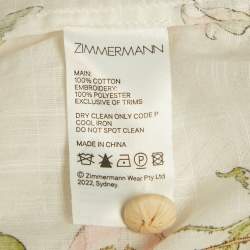 ZIMMERMANN
MAIN:
100% COTTON
EMBROIDERY:
100% POLYESTER
EXCLUSIVE OF TRIMS
DRY CLEAN ONLY CODE P
COOL IRON
DO NOT SPOT CLEAN
MADE IN CHINA
© Zimmermann Wear Pty Ltd
2022, Sydney